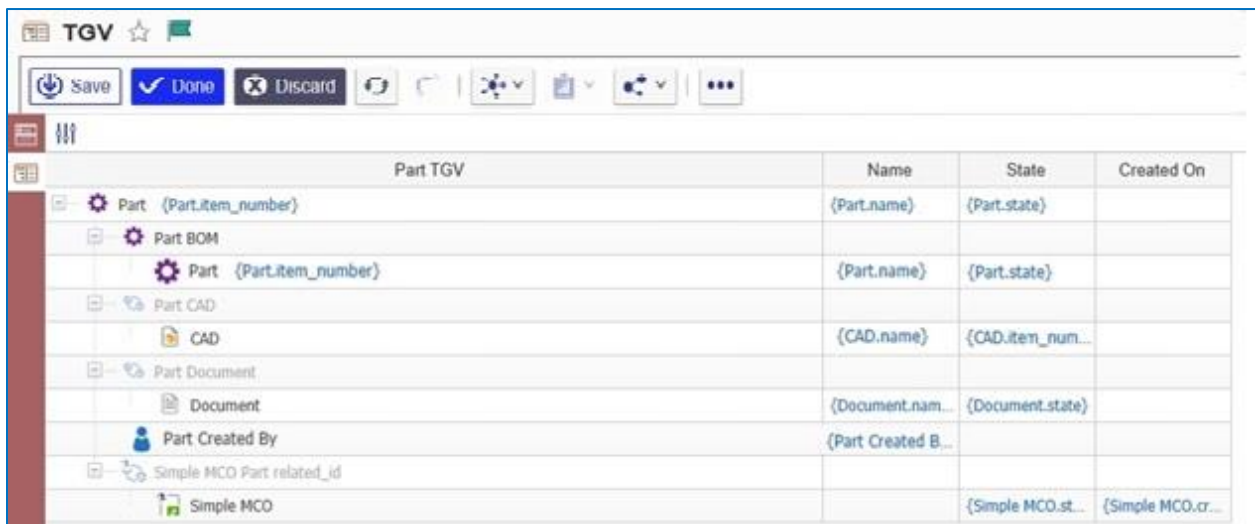 TGV
Save Done Discard
Part TGV Name State Created On
Part {Part.item_number} {Part.name} {Part.state}
Part BOM
Part {Part.item_number} {Part.name} {Part.state}
Part CAD
CAD {CAD.name} {CAD.item_num...
Part Document
Document {Document.nam... {Document.state}
Part Created By {Part Created B...
Simple MCO Part related_id
Simple MCO {Simple MCO.st... {Simple MCO.cr...